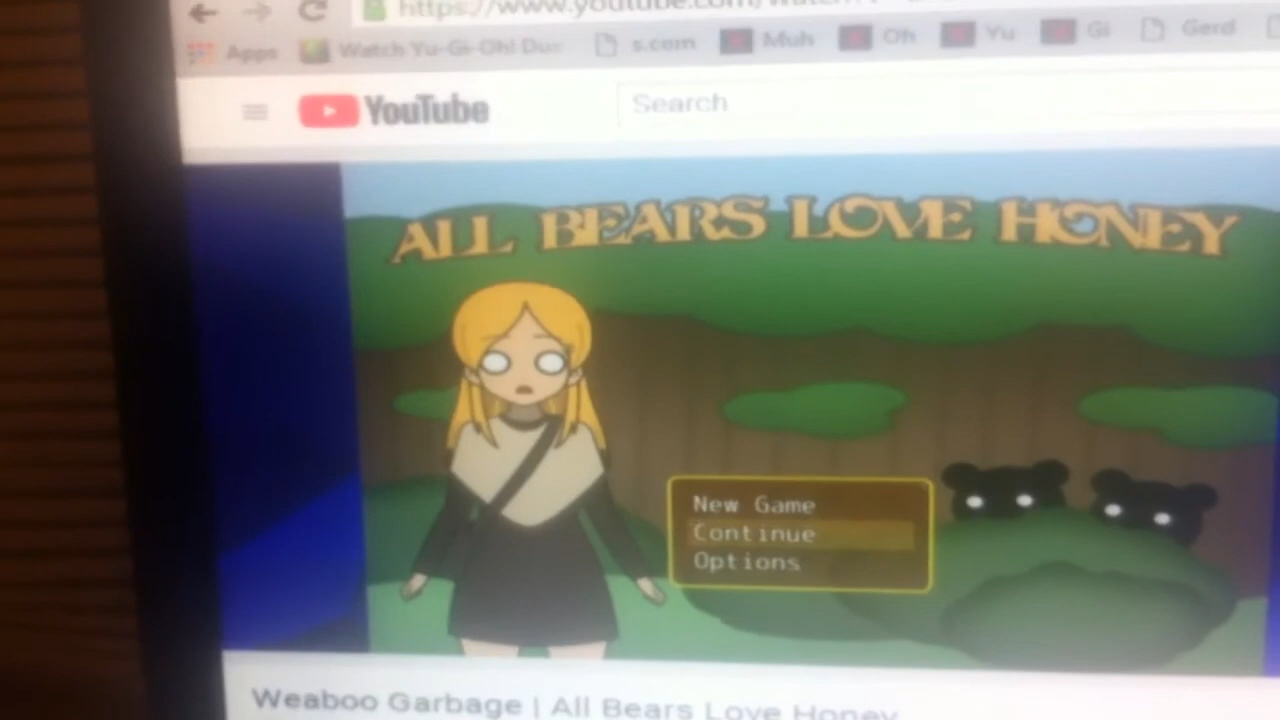 https://www.youtube.com/watch
Apps Watch Yu-Gi-Oh! Due s.com Muh Oh Yu Gi Gerd
YouTube Search
ALL BEARS LOVE HONEY
New Game
Continue
Options
Weaboo Garbage | All Bears Love Honey